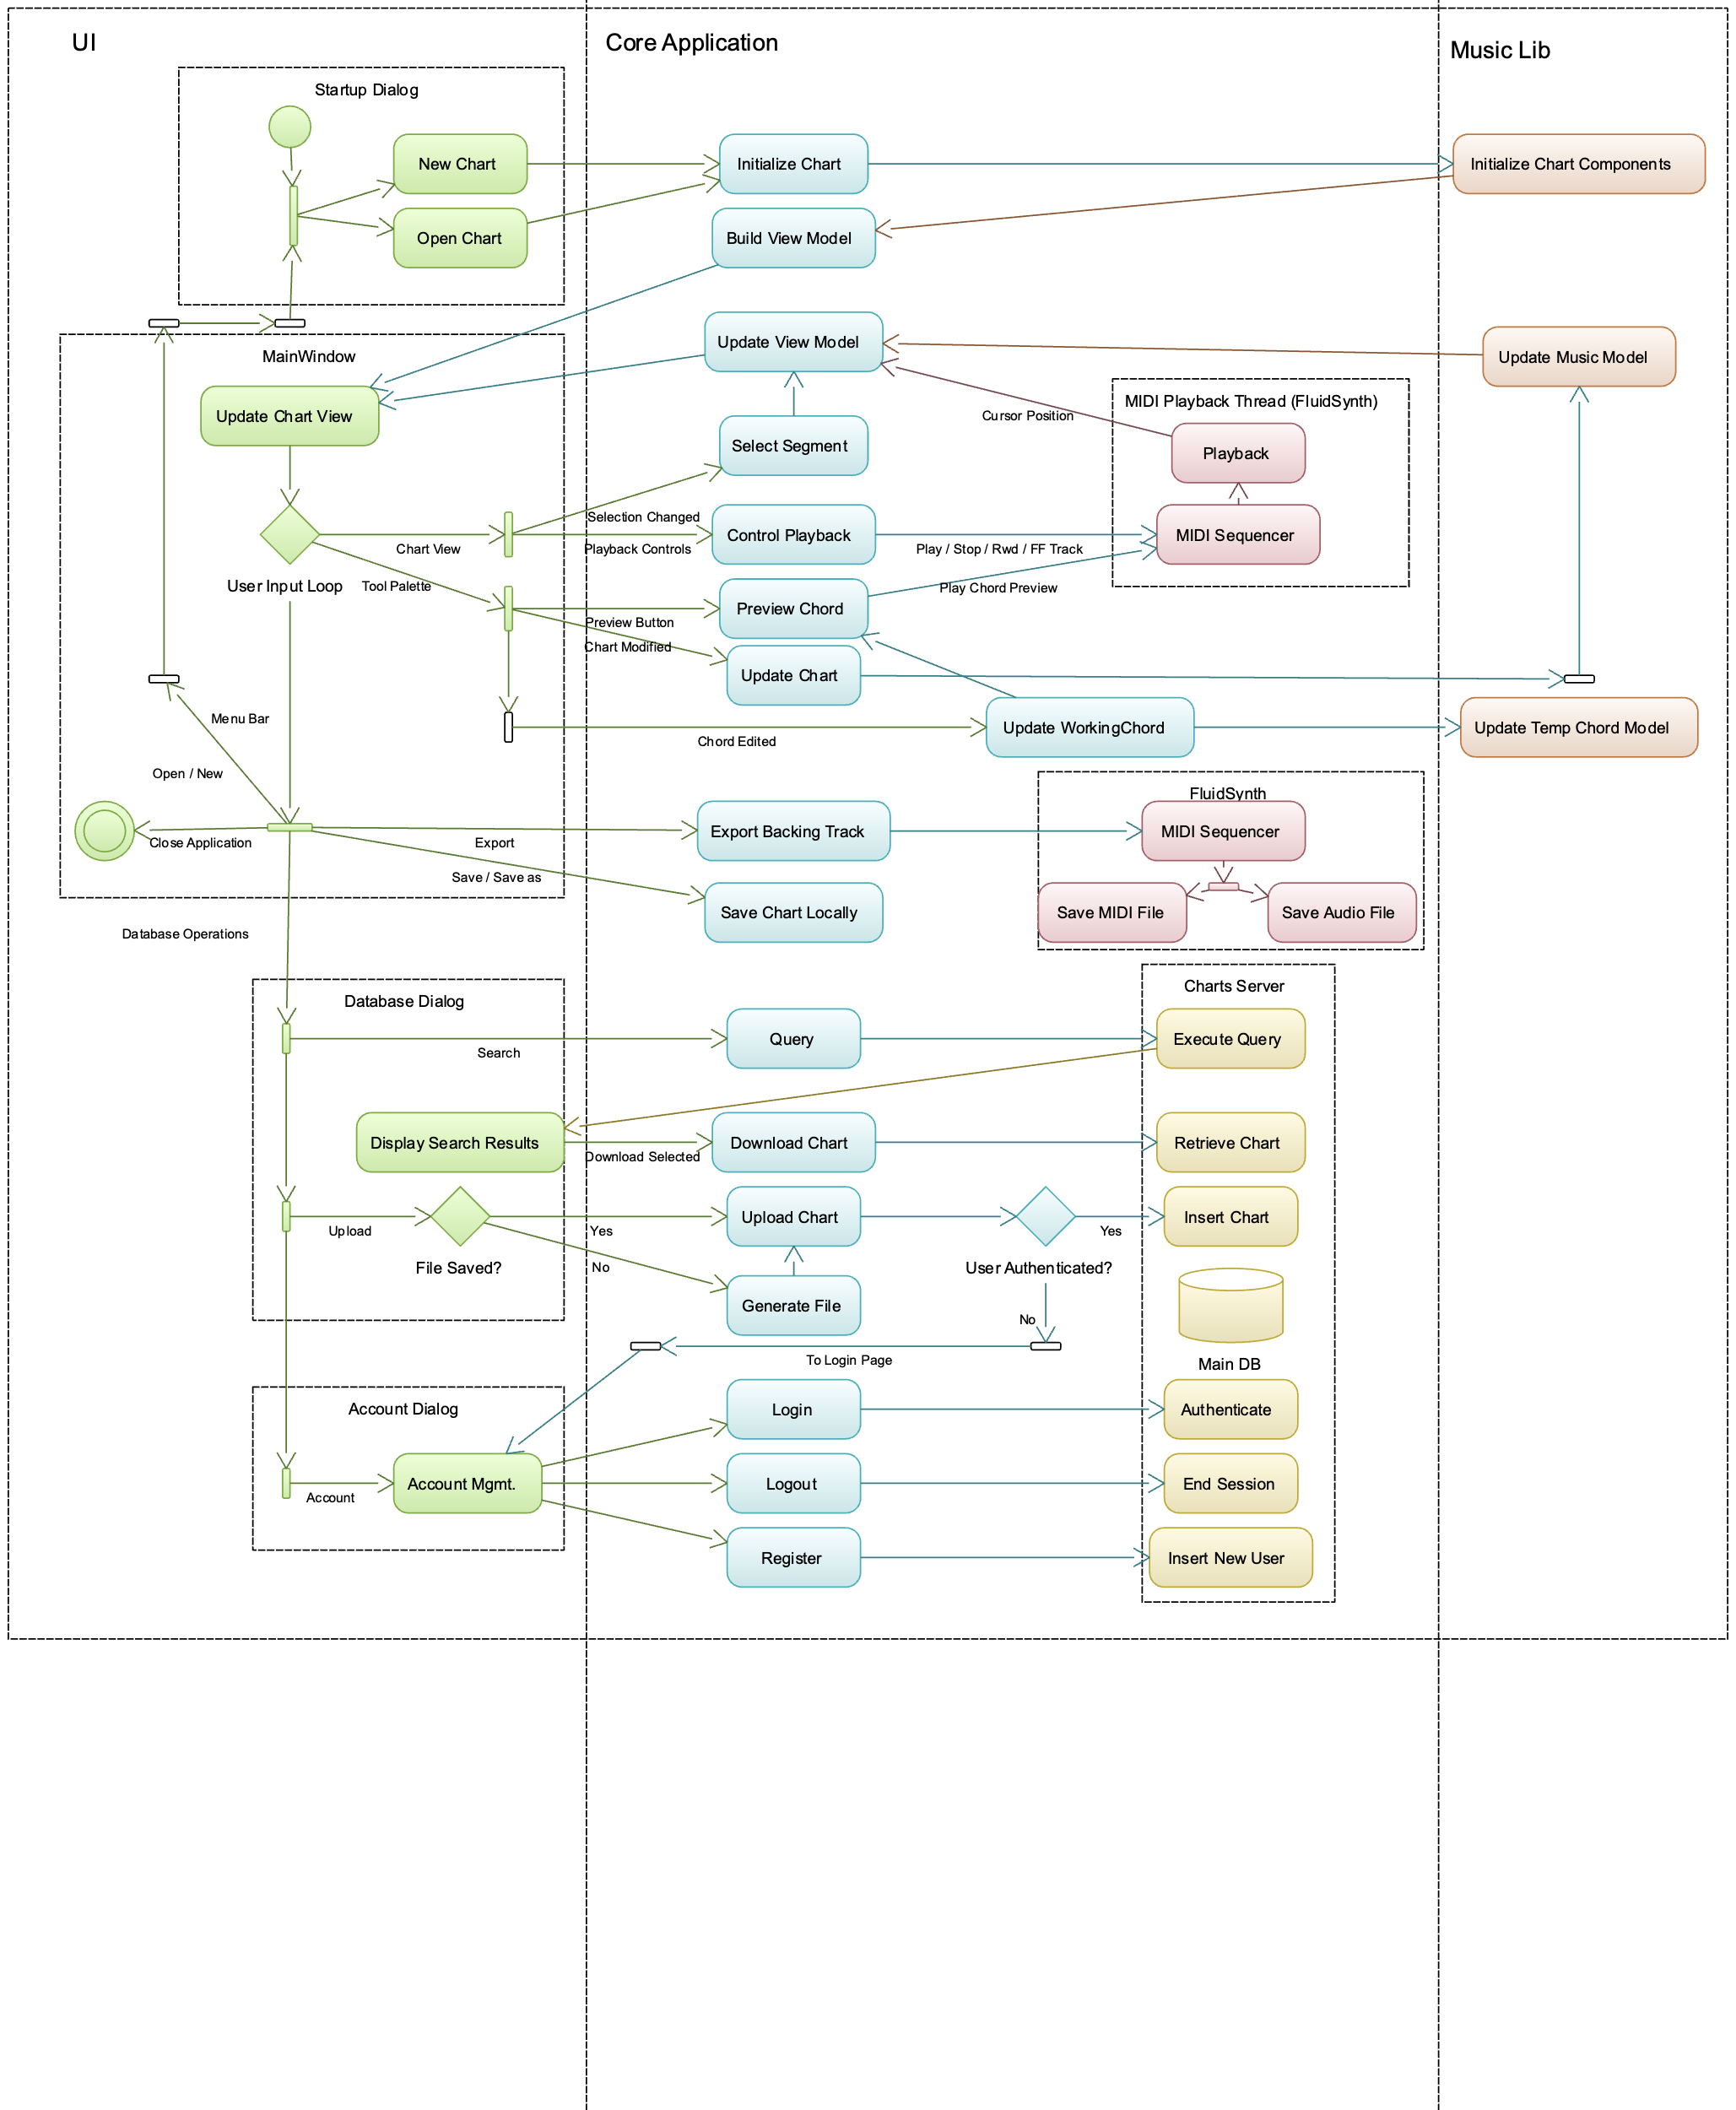 UI
Core Application
Music Lib
Startup Dialog
New Chart
Initialize Chart
Initialize Chart Components
Open Chart
Build View Model
MainWindow
Update View Model
Update Music Model
Update Chart View
MIDI Playback Thread (FluidSynth)
Cursor Position
Select Segment
Playback
Selection Changed
Chart View
Playback Controls
Control Playback
Play / Stop / Rwd / FF Track
MIDI Sequencer
User Input Loop
Tool Palette
Play Chord Preview
Preview Button
Preview Chord
Chart Modified
Update Chart
Menu Bar
Chord Edited
Update WorkingChord
Update Temp Chord Model
Open / New
FluidSynth
Close Application
Export
Export Backing Track
MIDI Sequencer
Save / Save as
Save Chart Locally
Save MIDI File
Save Audio File
Database Operations
Database Dialog
Charts Server
Search
Query
Execute Query
Display Search Results
Download Selected
Download Chart
Retrieve Chart
Upload
Yes
Upload Chart
Yes
Insert Chart
File Saved?
No
User Authenticated?
Generate File
No
To Login Page
Main DB
Account Dialog
Login
Authenticate
Account
Account Mgmt.
Logout
End Session
Register
Insert New User